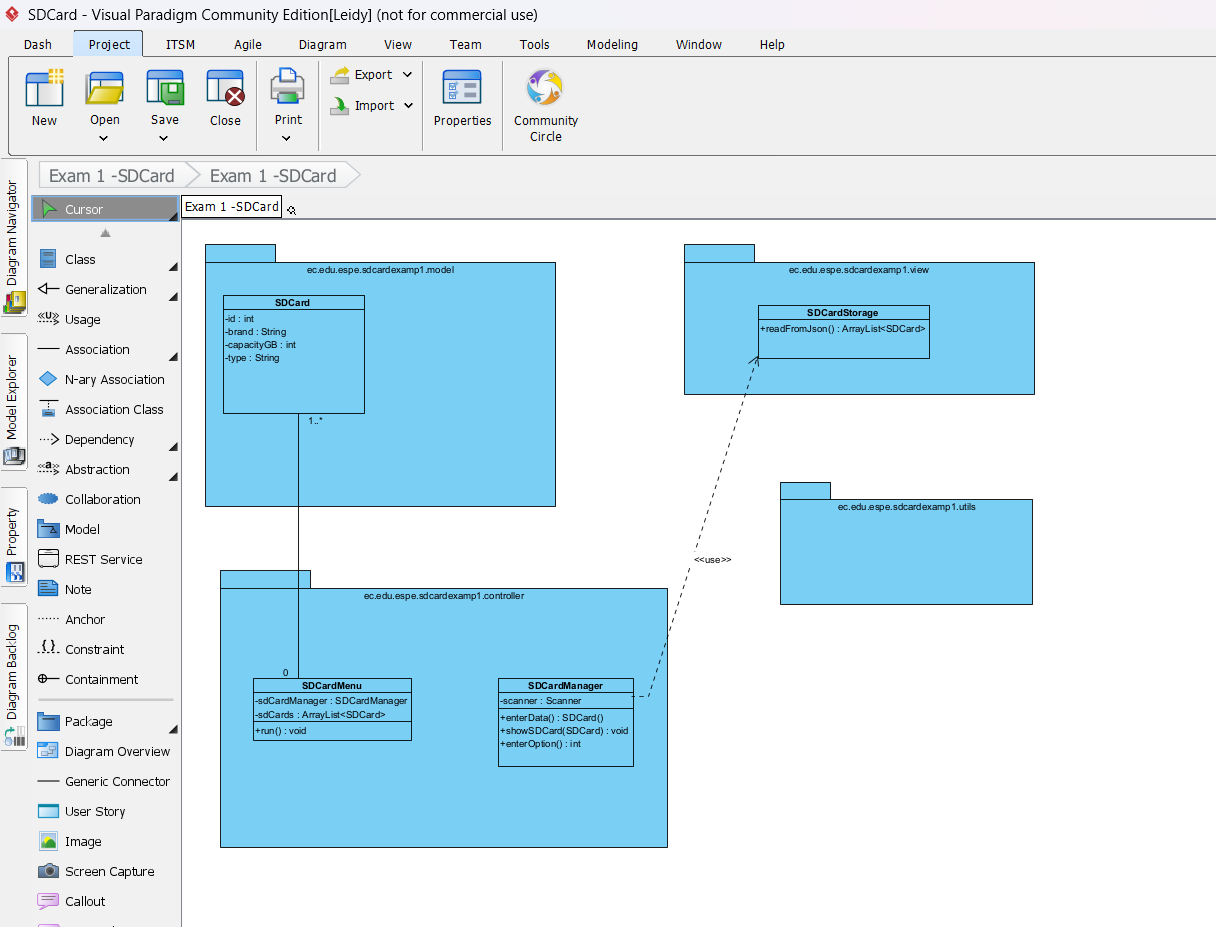 SDCard - Visual Paradigm Community Edition[Leidy] (not for commercial use)
Dash Project ITSM Agile Diagram View Team Tools Modeling Window Help
New Open Save Close Print Export Import Properties Community Circle
Exam 1 -SDCard Exam 1 -SDCard
Diagram Navigator
Model Explorer
Property
Diagram Backlog
Cursor
Class
Generalization
<<U>> Usage
Association
N-ary Association
Association Class
Dependency
<<a>> Abstraction
Collaboration
Model
REST Service
Note
Anchor
{} Constraint
Containment
Package
Diagram Overview
Generic Connector
User Story
Image
Screen Capture
Callout
Exam 1 -SDCard
ec.edu.espe.sdcardexamp1.model
SDCard
-id : int
-brand : String
-capacityGB : int
-type : String
1..*
ec.edu.espe.sdcardexamp1.view
SDCardStorage
+readFromJson() : ArrayList<SDCard>
ec.edu.espe.sdcardexamp1.utils
<<use>>
ec.edu.espe.sdcardexamp1.controller
0
SDCardMenu
-sdCardManager : SDCardManager
-sdCards : ArrayList<SDCard>
+run() : void
SDCardManager
-scanner : Scanner
+enterData() : SDCard()
+showSDCard(SDCard) : void
+enterOption() : int